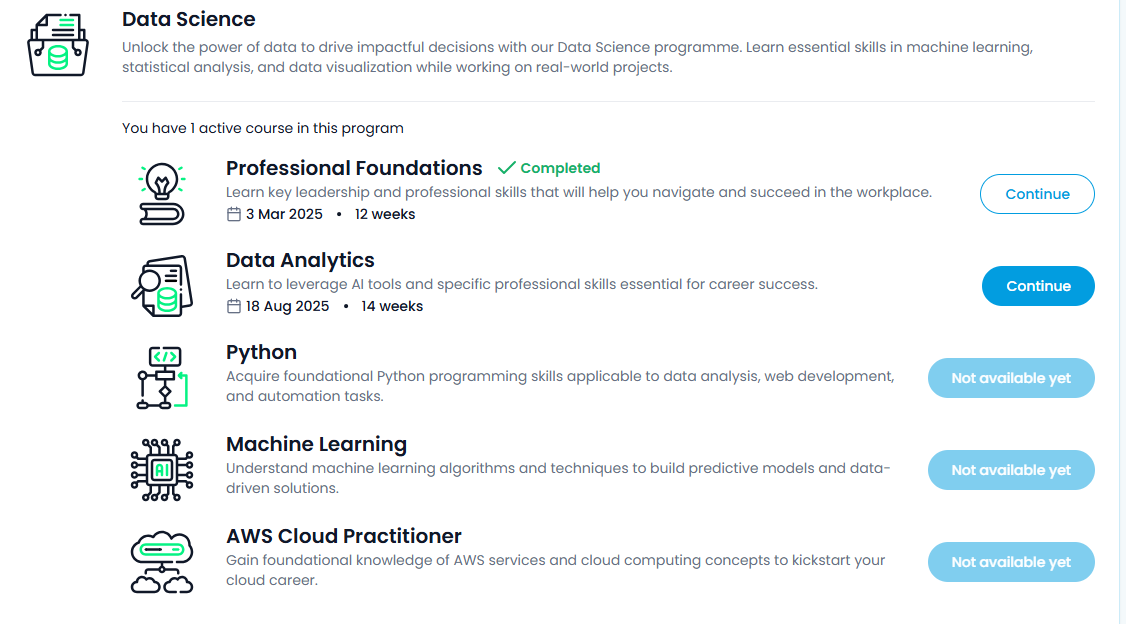 Data Science
Unlock the power of data to drive impactful decisions with our Data Science programme. Learn essential skills in machine learning,
statistical analysis, and data visualization while working on real-world projects.
You have 1 active course in this program
Professional Foundations Completed
Learn key leadership and professional skills that will help you navigate and succeed in the workplace.
3 Mar 2025 • 12 weeks
Continue
Data Analytics
Learn to leverage AI tools and specific professional skills essential for career success.
18 Aug 2025 • 14 weeks
Continue
</>
Python
Acquire foundational Python programming skills applicable to data analysis, web development,
and automation tasks.
Not available yet
AI
Machine Learning
Understand machine learning algorithms and techniques to build predictive models and data-
driven solutions.
Not available yet
AWS Cloud Practitioner
Gain foundational knowledge of AWS services and cloud computing concepts to kickstart your
cloud career.
Not available yet